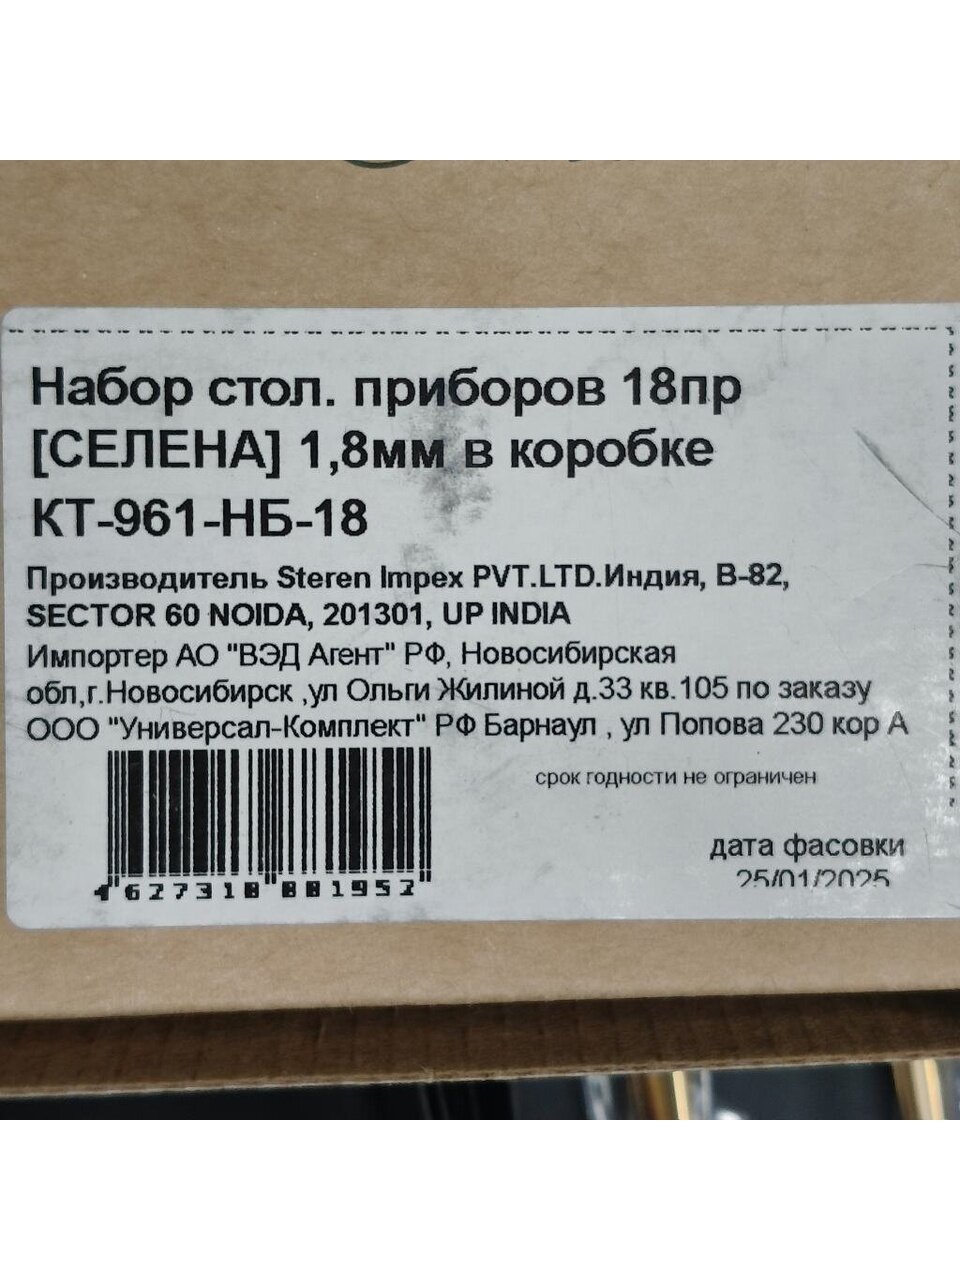 Набор стол. приборов 18пр
[СЕЛЕНА] 1,8мм в коробке
КТ-961-НБ-18
Производитель Steren Impex PVT.LTD.Индия, B-82,
SECTOR 60 NOIDA, 201301, UP INDIA
Импортер АО "ВЭД Агент" РФ, Новосибирская
обл,г.Новосибирск ,ул Ольги Жилиной д.33 кв.105 по заказу
ООО "Универсал-Комплект" РФ Барнаул , ул Попова 230 кор А
срок годности не ограничен
дата фасовки
25/01/2025
4 627318 881952